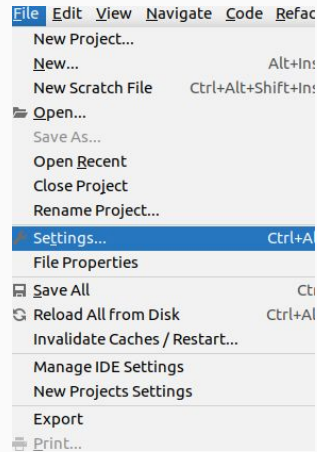 File Edit View Navigate Code Refac
New Project...
New... Alt+Ins
New Scratch File Ctrl+Alt+Shift+Ins
Open...
Save As...
Open Recent
Close Project
Rename Project...
Settings... Ctrl+Al
File Properties
Save All Ct
Reload All from Disk Ctrl+Al
Invalidate Caches / Restart...
Manage IDE Settings
New Projects Settings
Export
Print...